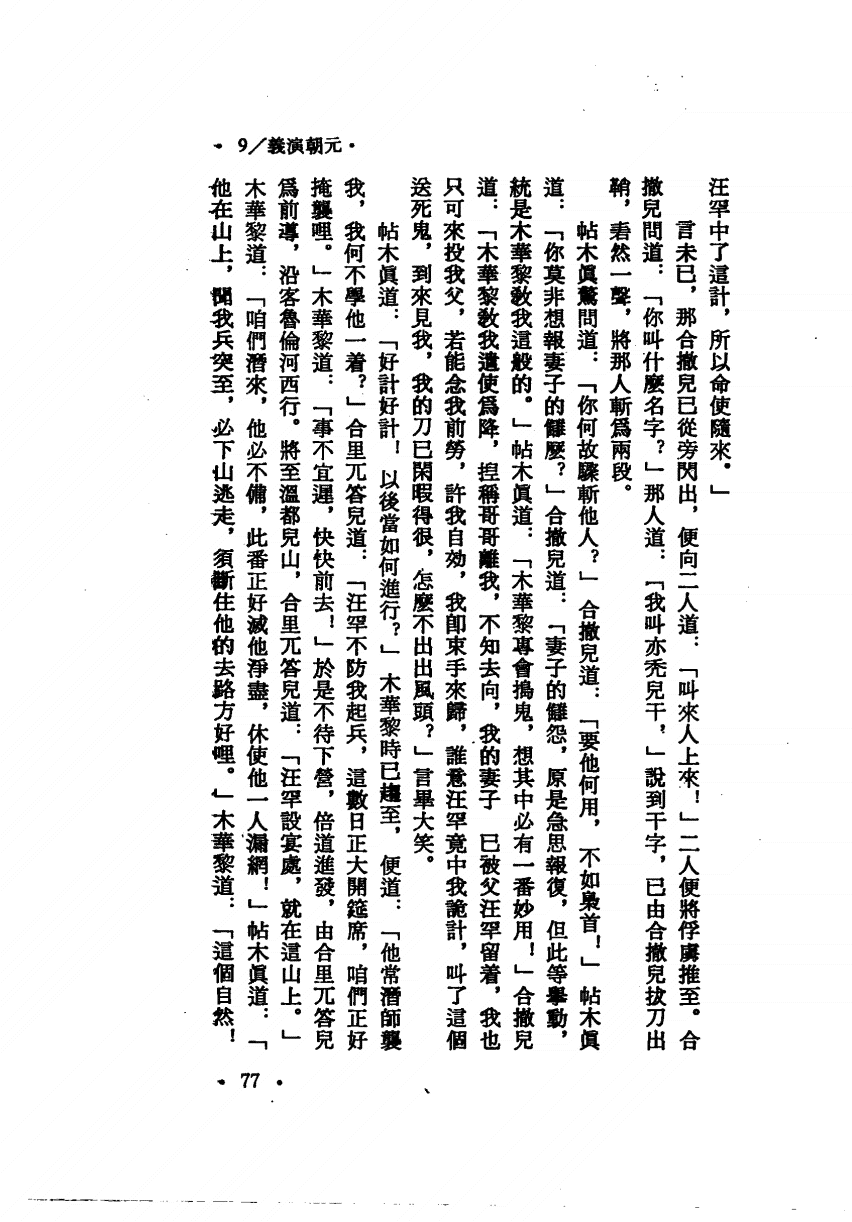 •元朝演義/9•
汪罕中了這計，所以命使隨來。」
言未已，那合撒兒已從旁閃出，便向二人道：「叫來人上來！」二人便將俘虜推至。合
撒兒問道：「你叫什麼名字？」那人道：「我叫亦禿兒干，」說到干字，已由合撒兒拔刀出
鞘，砉然一聲，將那人斬爲兩段。
帖木眞驚問道：「你何故驟斬他人？」合撒兒道：「要他何用，不如梟首！」帖木眞
道：「你莫非想報妻子的讎麼？」合撒兒道：「妻子的讎怨，原是急思報復，但此等舉動，
統是木華黎敎我這般的。」帖木眞道：「木華黎專會搗鬼，想其中必有一番妙用！」合撒兒
道：「木華黎敎我遣使爲降，揑稱哥哥離我，不知去向，我的妻子 已被父汪罕留着，我也
只可來投我父，若能念我前勞，許我自効，我卽束手來歸，誰意汪罕竟中我詭計，叫了這個
送死鬼，到來見我，我的刀已閑暇得很，怎麼不出出風頭？」言畢大笑。
帖木眞道：「好計好計！以後當如何進行？」木華黎時已趨至，便道：「他常潛師襲
我，我何不學他一着？」合里兀答兒道：「汪罕不防我起兵，這數日正大開筵席，咱們正好
掩襲哩。」木華黎道：「事不宜遲，快快前去！」於是不待下營，倍道進發，由合里兀答兒
爲前導，沿客魯倫河西行。將至溫都兒山，合里兀答兒道：「汪罕設宴處，就在這山上。」
木華黎道：「咱們潛來，他必不備，此番正好滅他淨盡，休使他一人漏網！」帖木眞道：「
他在山上，聞我兵突至，必下山逃走，須斷住他的去路方好哩。」木華黎道：「這個自然！
•77•